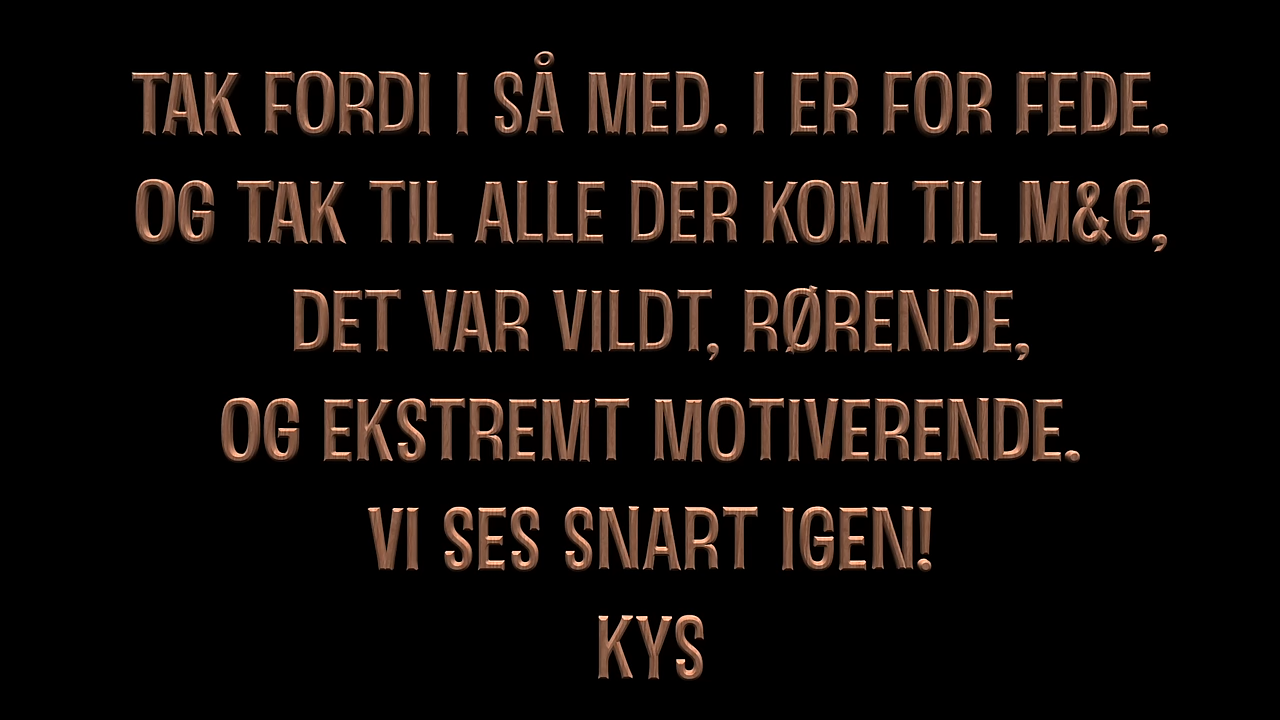 TAK FORDI I SÅ MED. I ER FOR FEDE.
OG TAK TIL ALLE DER KOM TIL M&G,
DET VAR VILDT, RØRENDE,
OG EKSTREMT MOTIVERENDE.
VI SES SNART IGEN!
KYS